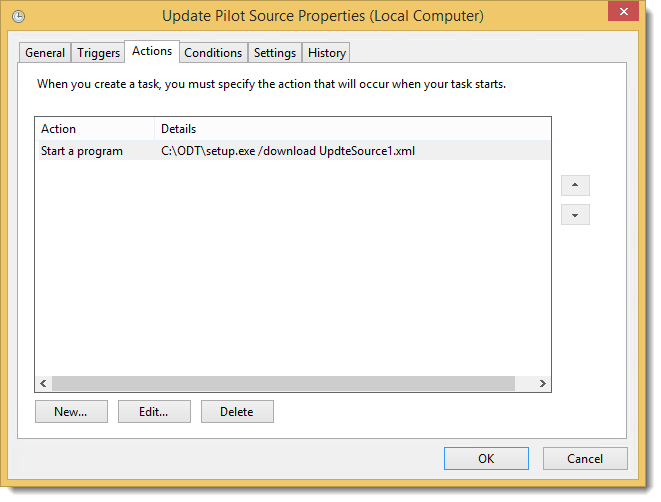 Update Pilot Source Properties (Local Computer)
General Triggers Actions Conditions Settings History
When you create a task, you must specify the action that will occur when your task starts.
Action Details
Start a program C:\ODT\setup.exe /download UpdteSource1.xml
New... Edit... Delete
OK Cancel